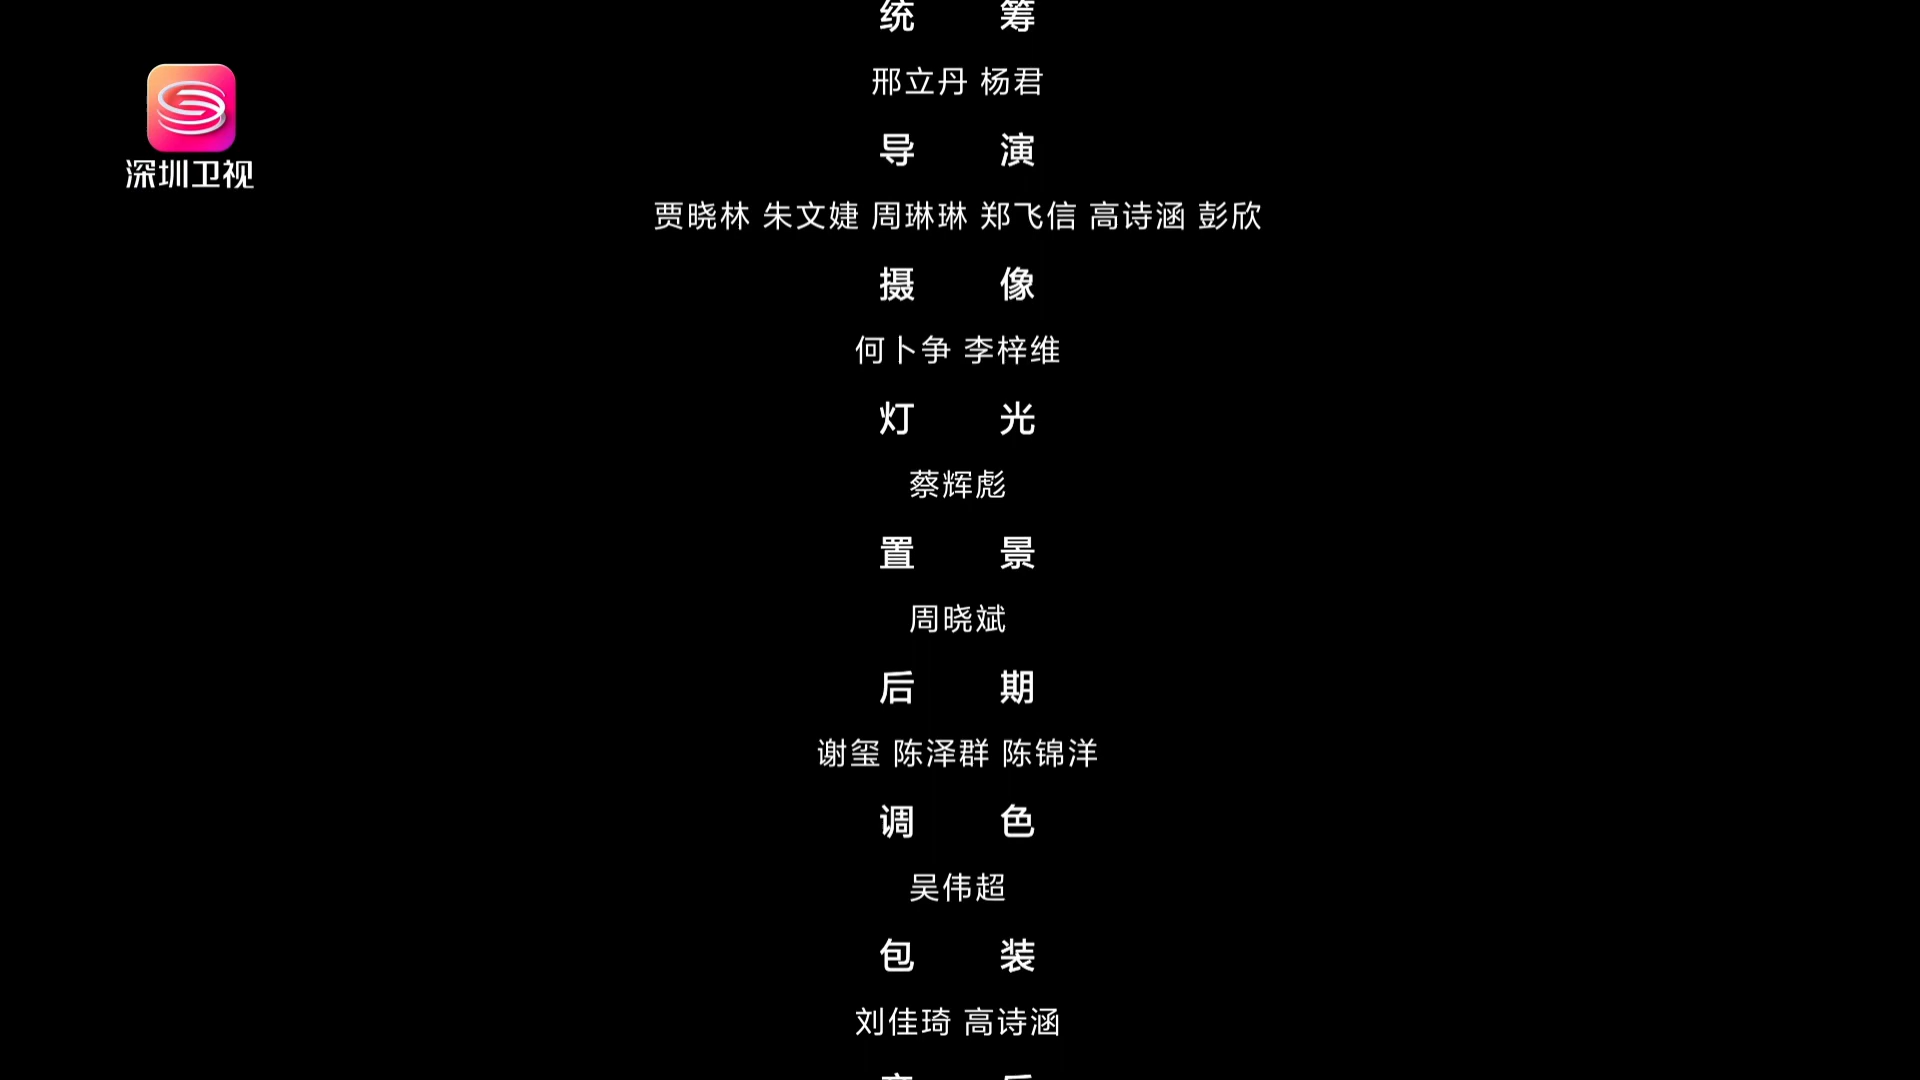 统 筹
邢立丹 杨君
深圳卫视
导 演
贾晓林 朱文婕 周琳琳 郑飞信 高诗涵 彭欣
摄 像
何卜争 李梓维
灯 光
蔡辉彪
置 景
周晓斌
后 期
谢玺 陈泽群 陈锦洋
调 色
吴伟超
包 装
刘佳琦 高诗涵